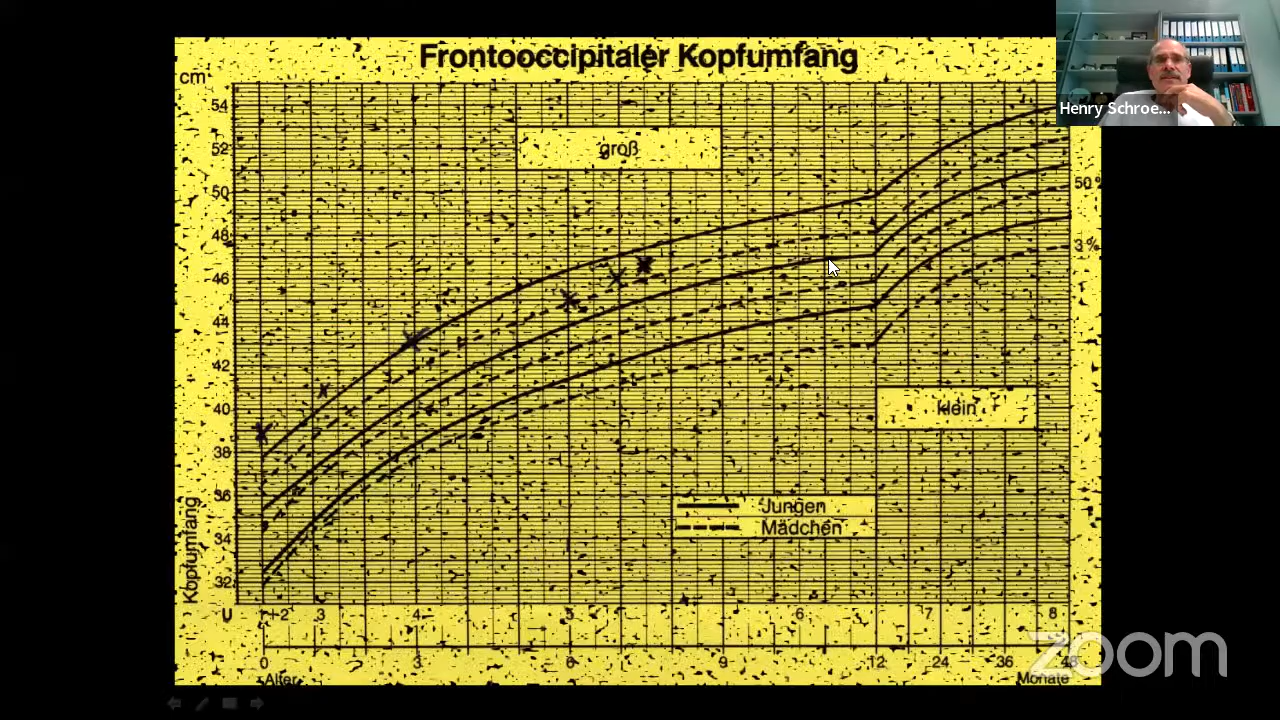 Frontooccipitaler Kopfumfang
cm
Henry Schroe...
54
52
groß
50
50%
48
3%
46
44
42
40
klein
38
36
Jungen
34
Mädchen
32
Kopfumfang
U 1+2 3 4 5 6 7 8
0 3 6 9 12 24 36 48
Alter
Monate
zoom